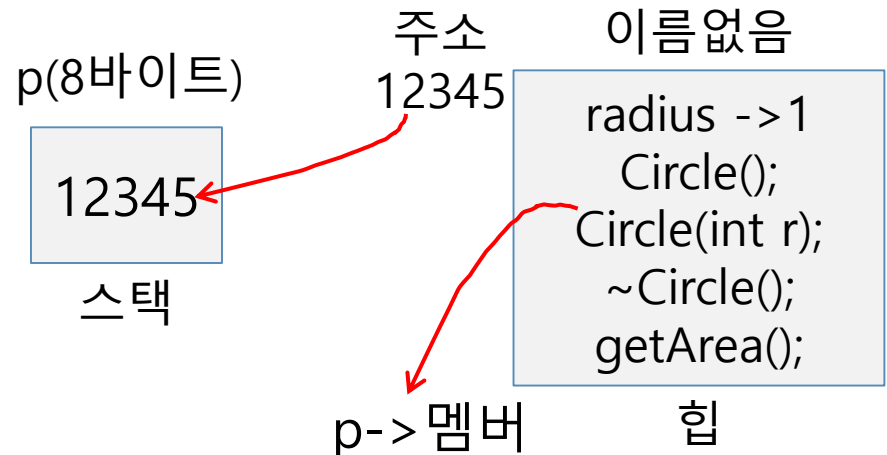 p(8바이트)
12345
스택
주소
12345
이름없음
radius ->1
Circle();
Circle(int r);
~Circle();
getArea();
힙
p->멤버